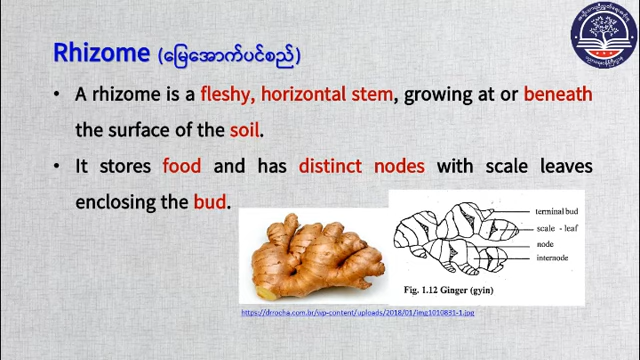 Rhizome (မြေအောက်ပင်စည်)
• A rhizome is a fleshy, horizontal stem, growing at or beneath
the surface of the soil.
• It stores food and has distinct nodes with scale leaves
enclosing the bud.
terminal bud
scale - leaf
node
internode
Fig. 1.12 Ginger (gyin)
https://drrocha.com.br/wp-content/uploads/2018/01/img1010831-1.jpg